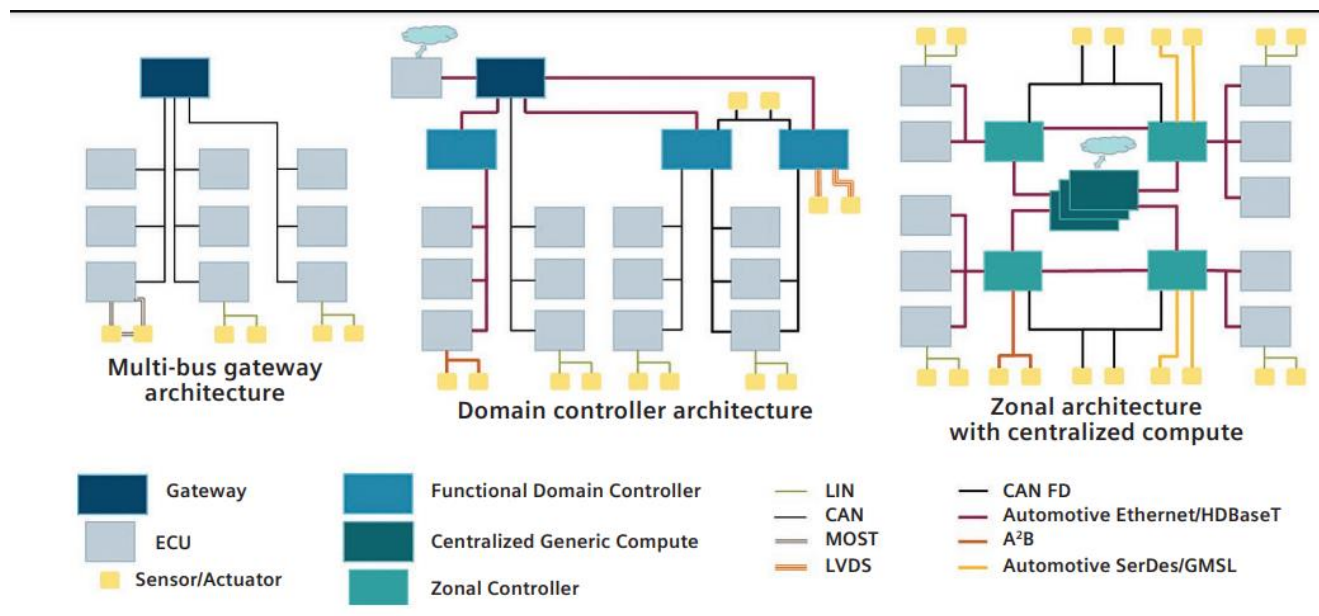 Multi-bus gateway
architecture
Domain controller architecture
Zonal architecture
with centralized compute
Gateway
ECU
Sensor/Actuator
Functional Domain Controller
Centralized Generic Compute
Zonal Controller
LIN
CAN
MOST
LVDS
CAN FD
Automotive Ethernet/HDBaseT
A²B
Automotive SerDes/GMSL